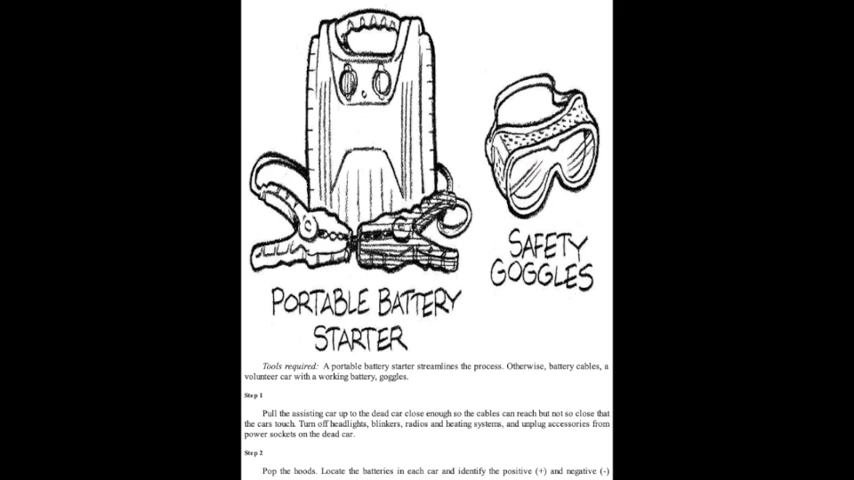 SAFETY
GOGGLES
PORTABLE BATTERY
STARTER
Tools required: A portable battery starter streamlines the process. Otherwise, battery cables, a
volunteer car with a working battery, goggles.
Step 1
Pull the assisting car up to the dead car close enough so the cables can reach but not so close that
the cars touch. Turn off headlights, blinkers, radios and heating systems, and unplug accessories from
power sockets on the dead car.
Step 2
Pop the hoods. Locate the batteries in each car and identify the positive (+) and negative (-)